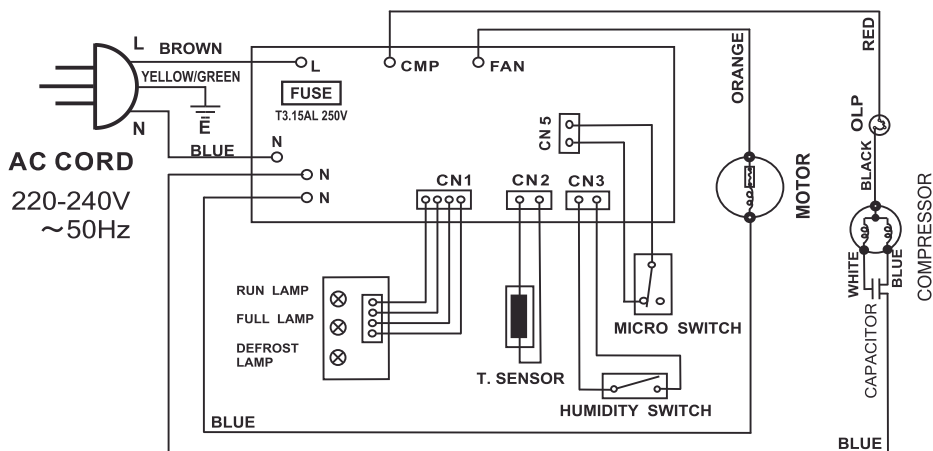 L
BROWN
YELLOW/GREEN
E
N
BLUE
AC CORD
220-240V
~50Hz
L
CMP
FAN
FUSE
T3.15AL 250V
N
N
N
CN5
CN1
CN2
CN3
ORANGE
MOTOR
RED
OLP
BLACK
COMPRESSOR
WHITE
BLUE
CAPACITOR
RUN LAMP
FULL LAMP
DEFROST
LAMP
T. SENSOR
MICRO SWITCH
HUMIDITY SWITCH
BLUE
BLUE